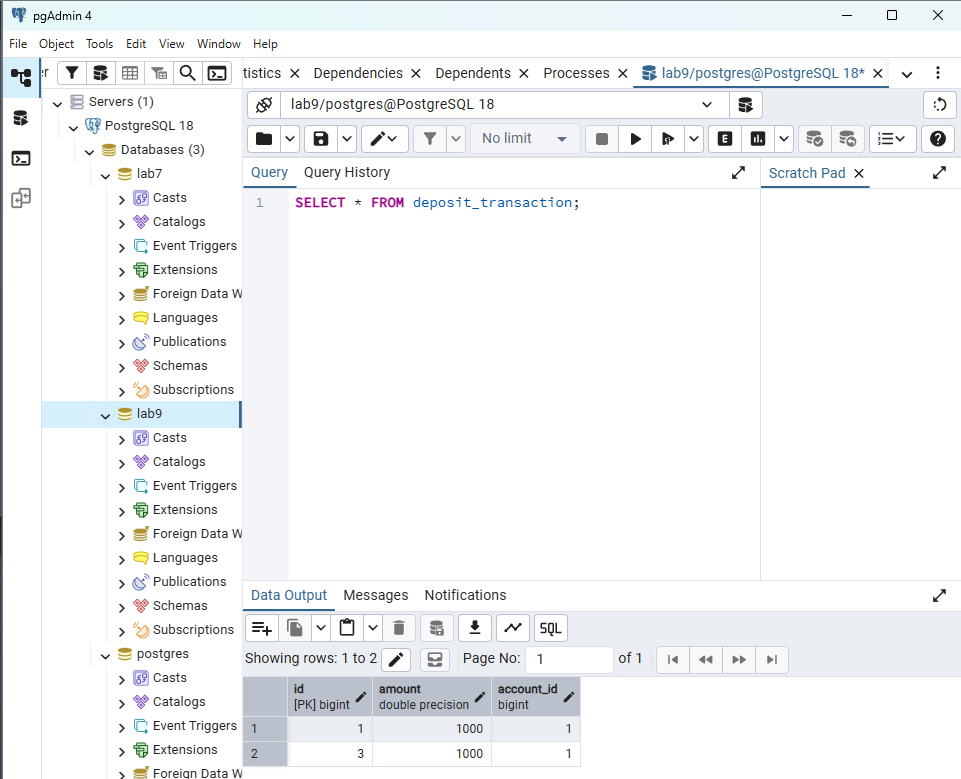 pgAdmin 4
File Object Tools Edit View Window Help
er
tistics Dependencies Dependents Processes lab9/postgres@PostgreSQL 18*
Servers (1)
PostgreSQL 18
Databases (3)
lab7
Casts
Catalogs
Event Triggers
Extensions
Foreign Data W
Languages
Publications
Schemas
Subscriptions
lab9
Casts
Catalogs
Event Triggers
Extensions
Foreign Data W
Languages
Publications
Schemas
Subscriptions
postgres
Casts
Catalogs
Event Triggers
Extensions
Foreign Data W
lab9/postgres@PostgreSQL 18
No limit E
Query Query History
Scratch Pad
1 SELECT * FROM deposit_transaction;
Data Output Messages Notifications
SQL
Showing rows: 1 to 2 Page No: 1 of 1
id amount account_id
[PK] bigint double precision bigint
1 1 1000 1
2 3 1000 1